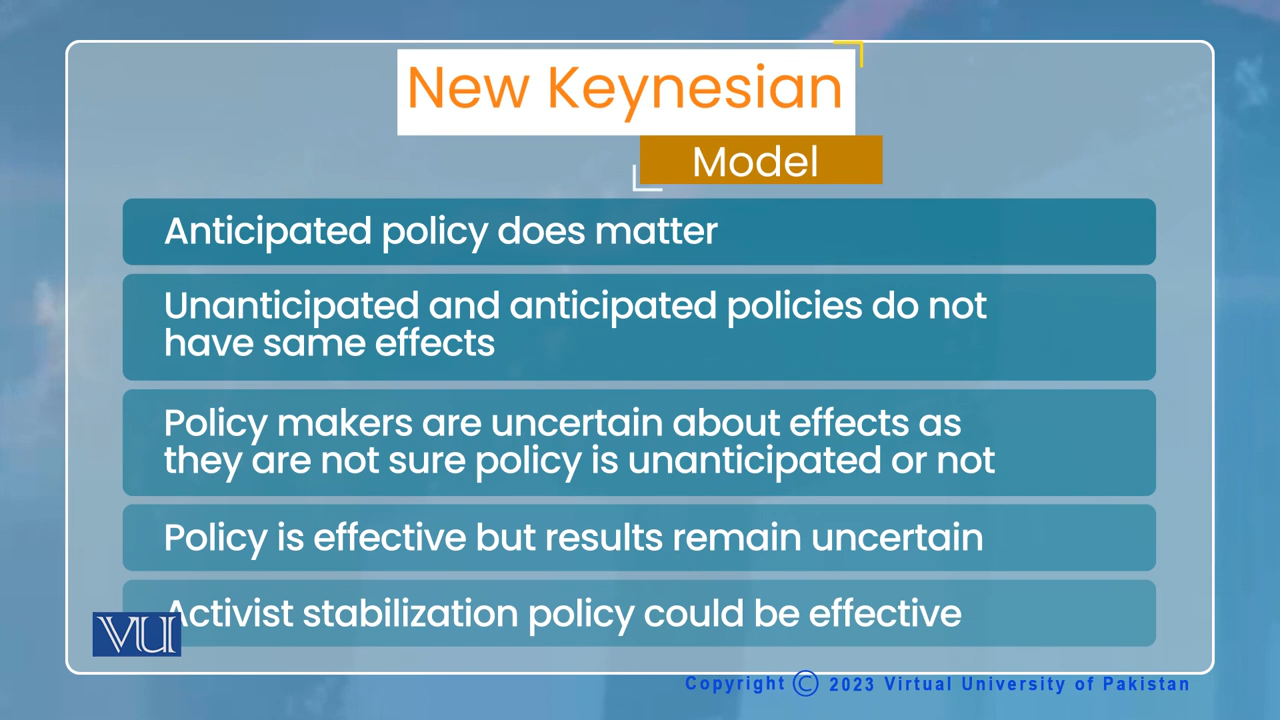 New Keynesian
Model
Anticipated policy does matter
Unanticipated and anticipated policies do not
have same effects
Policy makers are uncertain about effects as
they are not sure policy is unanticipated or not
Policy is effective but results remain uncertain
Activist stabilization policy could be effective
VU
Copyright © 2023 Virtual University of Pakistan